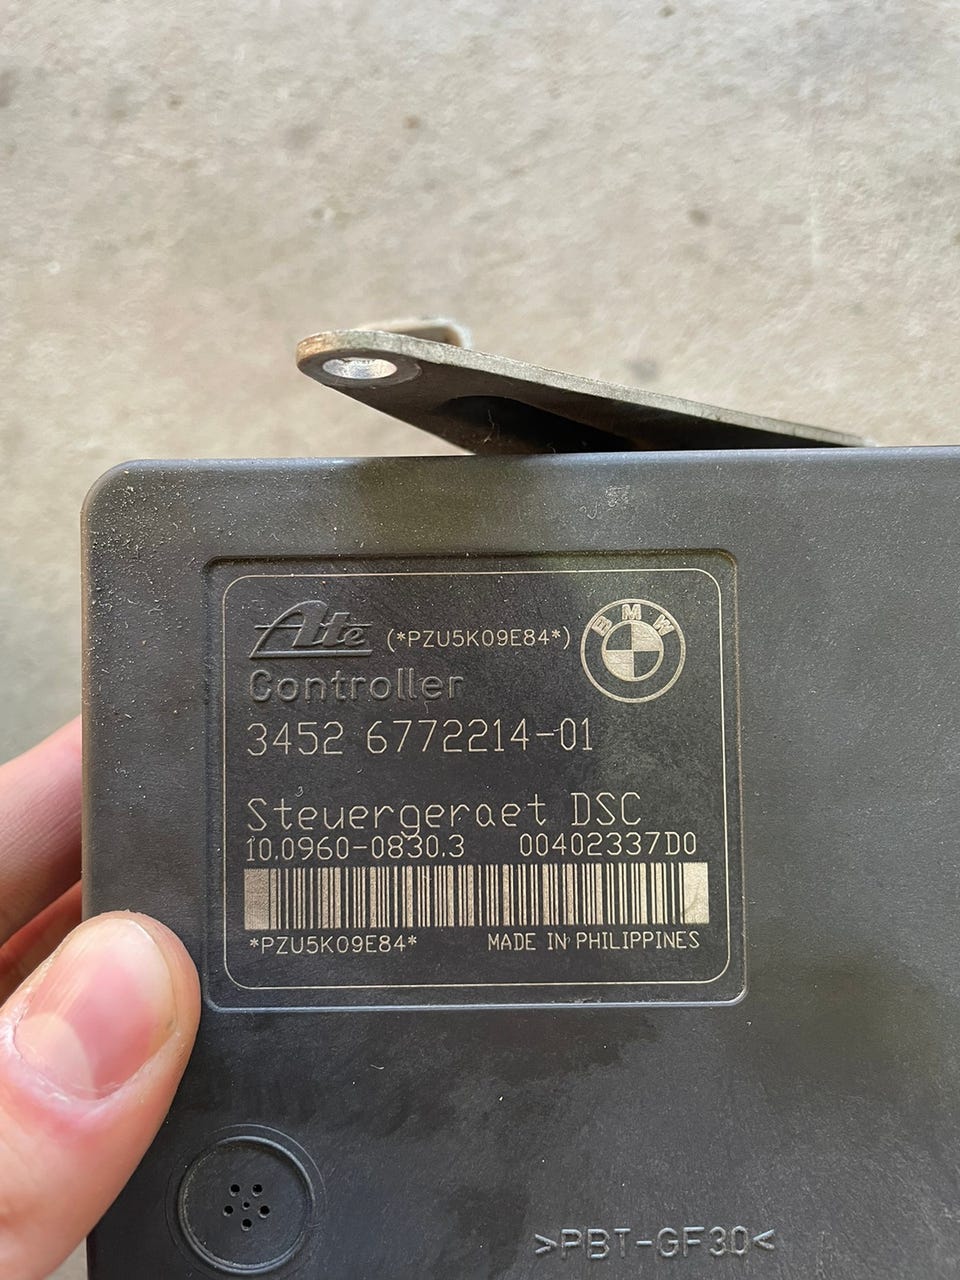 Ate (*PZU5K09E84*) BMW
Controller
3452 6772214-01
Steuergeraet DSC
10.0960-0830.3 00402337D0
*PZU5K09E84* MADE IN PHILIPPINES
>PBT-GF30<